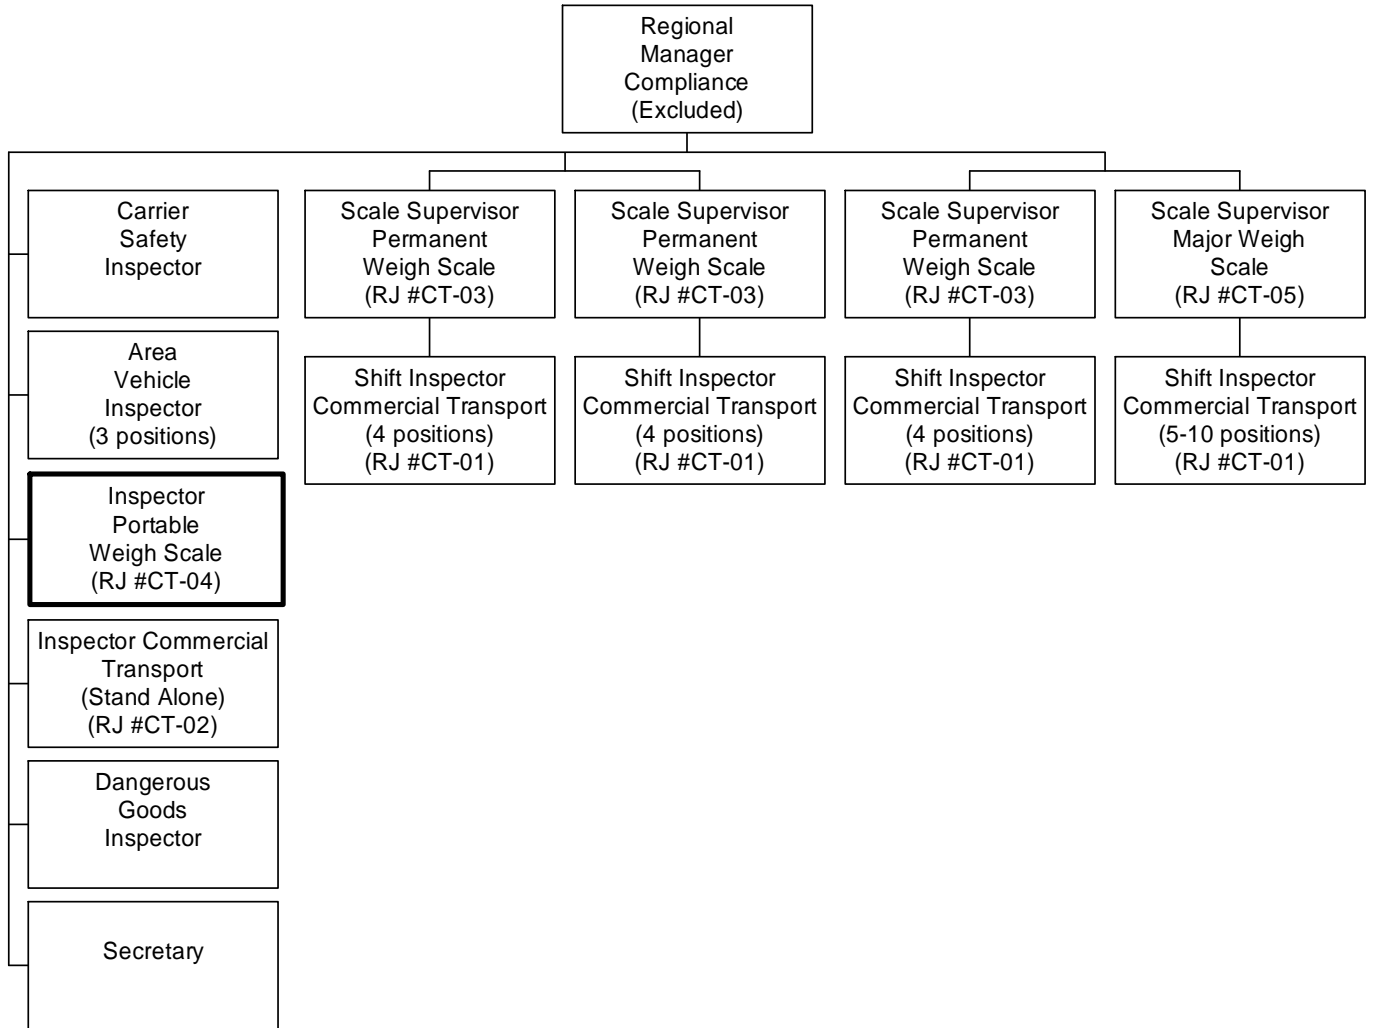 Regional
Manager
Compliance
(Excluded)
Carrier
Safety
Inspector
Scale Supervisor
Permanent
Weigh Scale
(RJ #CT-03)
Scale Supervisor
Permanent
Weigh Scale
(RJ #CT-03)
Scale Supervisor
Permanent
Weigh Scale
(RJ #CT-03)
Scale Supervisor
Major Weigh
Scale
(RJ #CT-05)
Area
Vehicle
Inspector
(3 positions)
Shift Inspector
Commercial Transport
(4 positions)
(RJ #CT-01)
Shift Inspector
Commercial Transport
(4 positions)
(RJ #CT-01)
Shift Inspector
Commercial Transport
(4 positions)
(RJ #CT-01)
Shift Inspector
Commercial Transport
(5-10 positions)
(RJ #CT-01)
Inspector
Portable
Weigh Scale
(RJ #CT-04)
Inspector Commercial
Transport
(Stand Alone)
(RJ #CT-02)
Dangerous
Goods
Inspector
Secretary